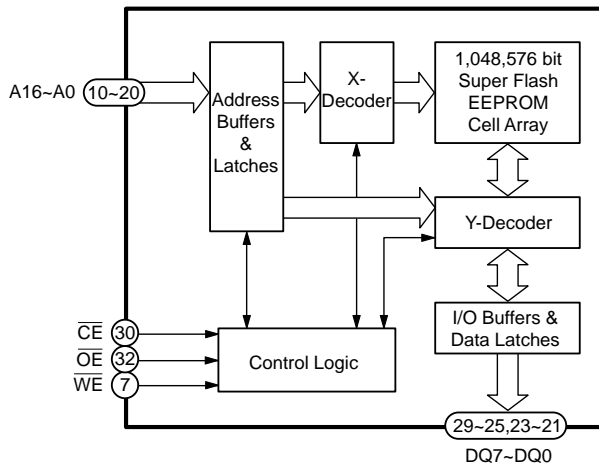 A16~A0
10~20
Address
Buffers
&
Latches
X-
Decoder
1,048,576 bit
Super Flash
EEPROM
Cell Array
Y-Decoder
CE
30
OE
32
WE
7
Control Logic
I/O Buffers &
Data Latches
29~25,23~21
DQ7~DQ0